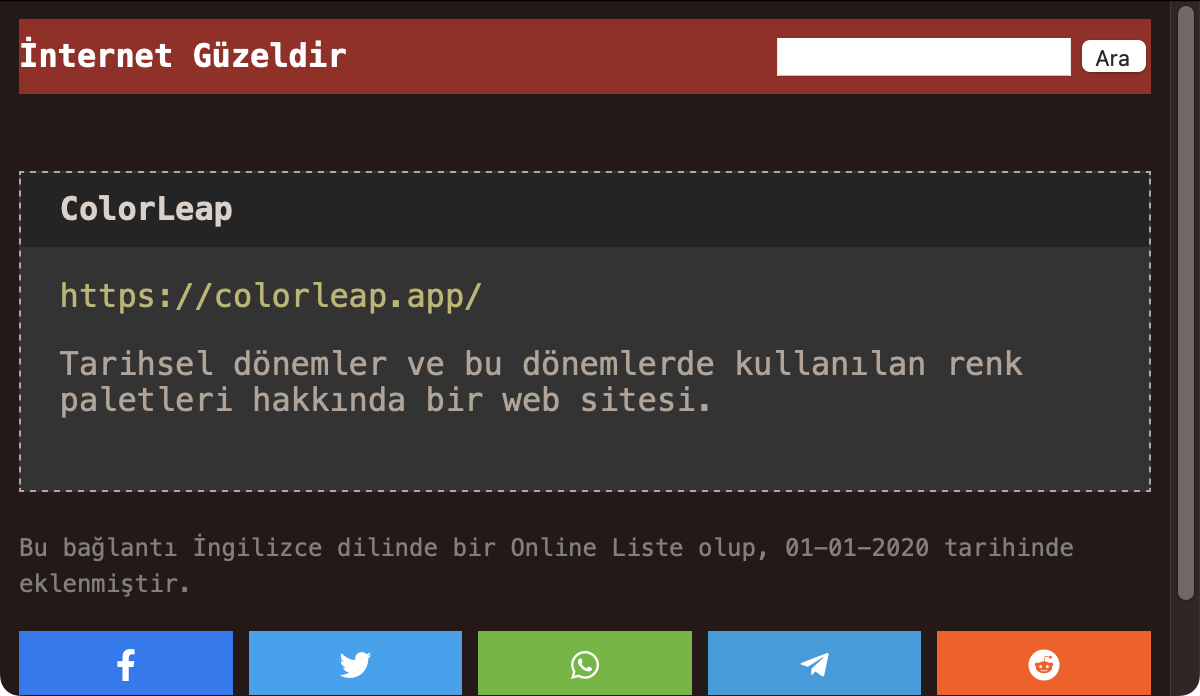 İnternet Güzeldir
Ara
ColorLeap
https://colorleap.app/
Tarihsel dönemler ve bu dönemlerde kullanılan renk
paletleri hakkında bir web sitesi.
Bu bağlantı İngilizce dilinde bir Online Liste olup, 01-01-2020 tarihinde
eklenmiştir.